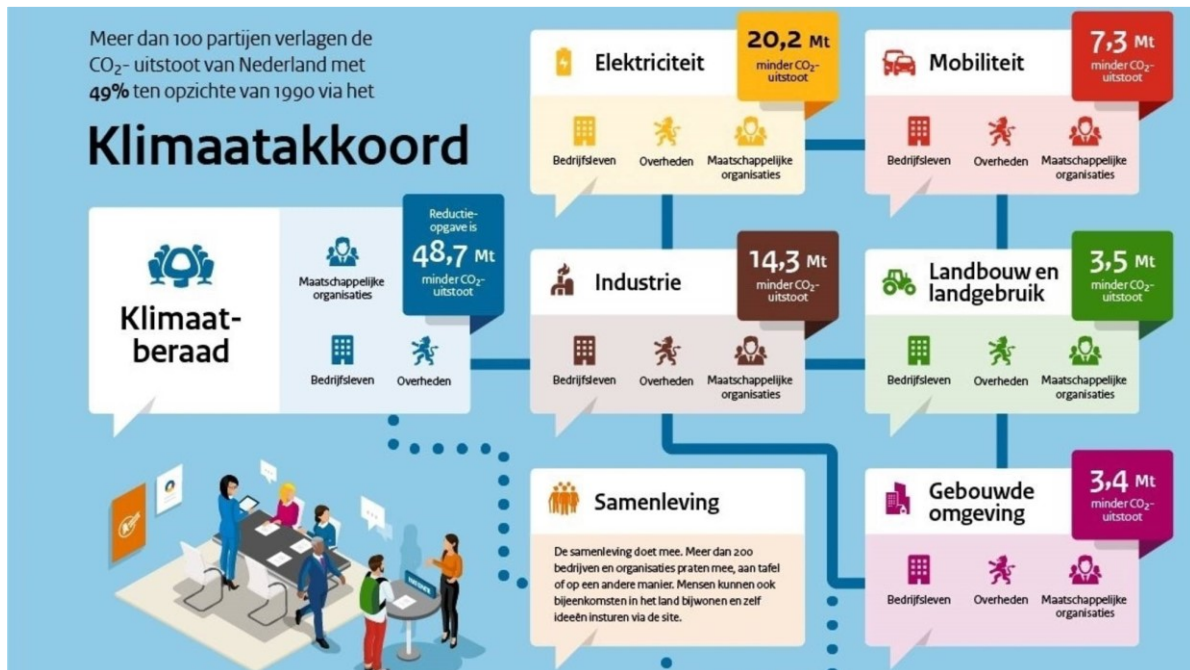 Meer dan 100 partijen verlagen de
CO₂- uitstoot van Nederland met
49% ten opzichte van 1990 via het
Klimaatakkoord
Klimaat-
beraad
Maatschappelijke
organisaties
Bedrijfsleven
Overheden
Reductie-
opgave is
48,7 Mt
minder CO₂-
uitstoot
Elektriciteit
20,2 Mt
minder CO₂-
uitstoot
Bedrijfsleven
Overheden
Maatschappelijke
organisaties
Mobiliteit
7,3 Mt
minder CO₂-
uitstoot
Bedrijfsleven
Overheden
Maatschappelijke
organisaties
Industrie
14,3 Mt
minder CO₂-
uitstoot
Bedrijfsleven
Overheden
Maatschappelijke
organisaties
Landbouw en
landgebruik
3,5 Mt
minder CO₂-
uitstoot
Bedrijfsleven
Overheden
Maatschappelijke
organisaties
Samenleving
De samenleving doet mee. Meer dan 200
bedrijven en organisaties praten mee, aan tafel
of op een andere manier. Mensen kunnen ook
bijeenkomsten in het land bijwonen en zelf
ideeën insturen via de site.
Gebouwde
omgeving
3,4 Mt
minder CO₂-
uitstoot
Bedrijfsleven
Overheden
Maatschappelijke
organisaties